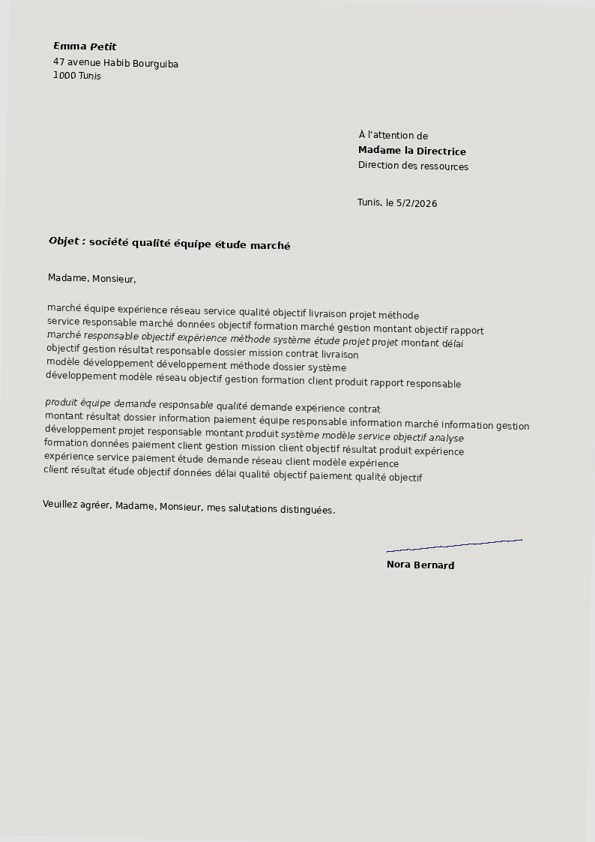 Emma Petit
47 avenue Habib Bourguiba
1000 Tunis
À l'attention de
Madame la Directrice
Direction des ressources
Tunis, le 5/2/2026
Objet : société qualité équipe étude marché
Madame, Monsieur,
marché équipe expérience réseau service qualité objectif livraison projet méthode
service responsable marché données objectif formation marché gestion montant objectif rapport
marché responsable objectif expérience méthode système étude projet projet montant délai
objectif gestion résultat responsable dossier mission contrat livraison
modèle développement développement méthode dossier système
développement modèle réseau objectif gestion formation client produit rapport responsable
produit équipe demande responsable qualité demande expérience contrat
montant résultat dossier information paiement équipe responsable information marché information gestion
développement projet responsable montant produit système modèle service objectif analyse
formation données paiement client gestion mission client objectif résultat produit expérience
expérience service paiement étude demande réseau client modèle expérience
client résultat étude objectif données délai qualité objectif paiement qualité objectif
Veuillez agréer, Madame, Monsieur, mes salutations distinguées.
Nora Bernard